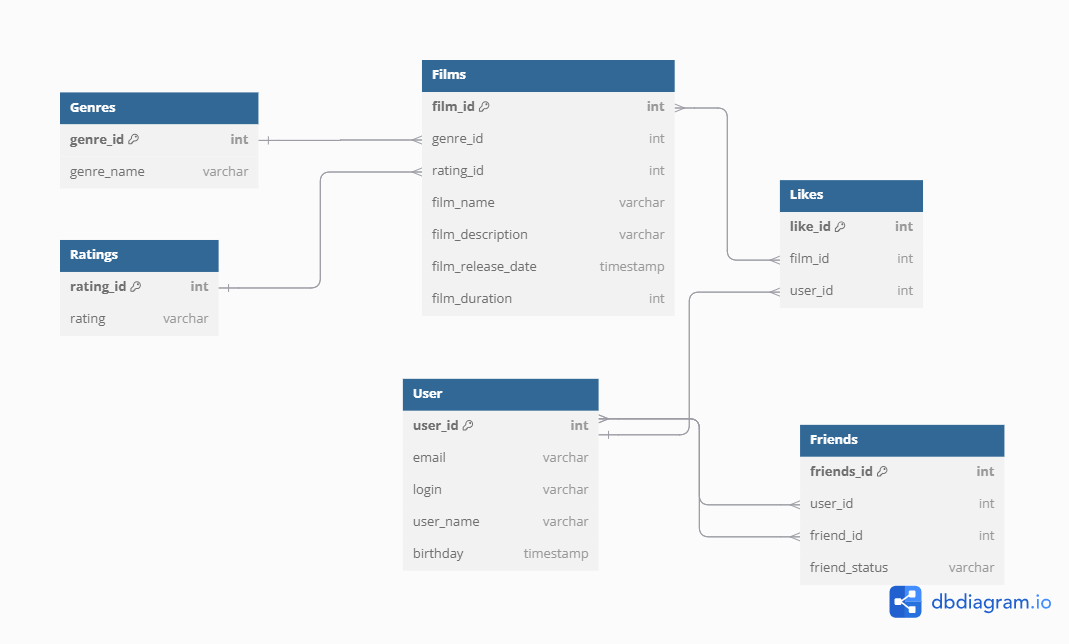 Genres
genre_id int
genre_name varchar
Ratings
rating_id int
rating varchar
Films
film_id int
genre_id int
rating_id int
film_name varchar
film_description varchar
film_release_date timestamp
film_duration int
Likes
like_id int
film_id int
user_id int
User
user_id int
email varchar
login varchar
user_name varchar
birthday timestamp
Friends
friends_id int
user_id int
friend_id int
friend_status varchar
dbdiagram.io